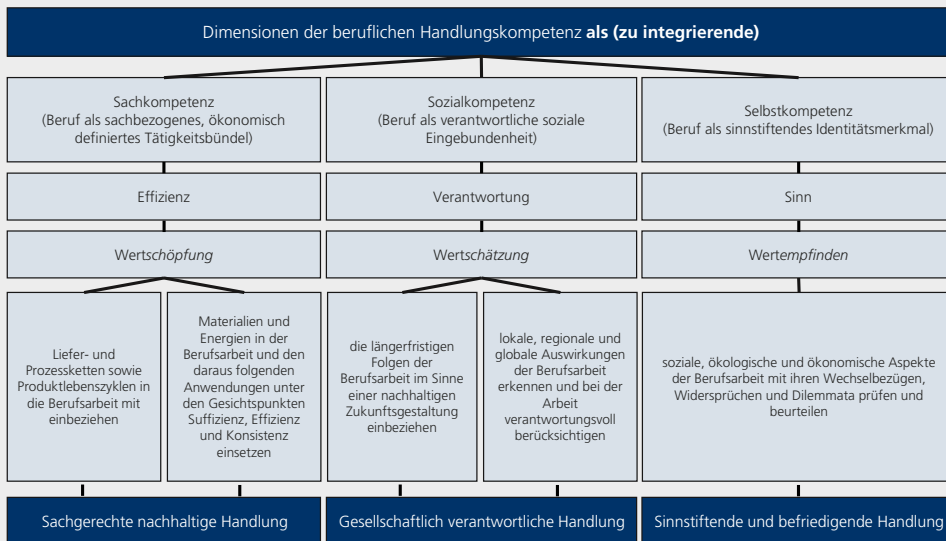 Dimensionen der beruflichen Handlungskompetenz als (zu integrierende)
Sachkompetenz
(Beruf als sachbezogenes, ökonomisch
definiertes Tätigkeitsbündel)
Sozialkompetenz
(Beruf als verantwortliche soziale
Eingebundenheit)
Selbstkompetenz
(Beruf als sinnstiftendes Identitätsmerkmal)
Effizienz
Verantwortung
Sinn
Wertschöpfung
Wertschätzung
Wertempfinden
Liefer- und
Prozessketten sowie
Produktlebenszyklen in
die Berufsarbeit mit
einbeziehen
Materialien und
Energien in der
Berufsarbeit und den
daraus folgenden
Anwendungen unter
den Gesichtspunkten
Suffizienz, Effizienz
und Konsistenz
einsetzen
die längerfristigen
Folgen der
Berufsarbeit im Sinne
einer nachhaltigen
Zukunftsgestaltung
einbeziehen
lokale, regionale und
globale Auswirkungen
der Berufsarbeit
erkennen und bei der
Arbeit
verantwortungsvoll
berücksichtigen
soziale, ökologische und ökonomische Aspekte
der Berufsarbeit mit ihren Wechselbezügen,
Widersprüchen und Dilemmata prüfen und
beurteilen
Sachgerechte nachhaltige Handlung
Gesellschaftlich verantwortliche Handlung
Sinnstiftende und befriedigende Handlung